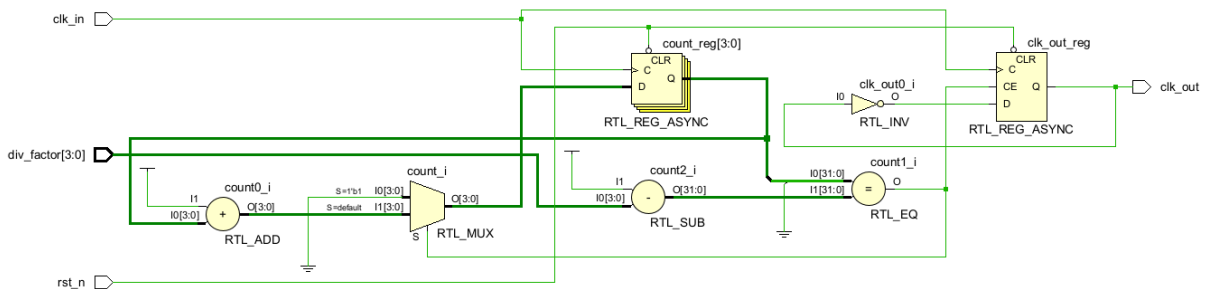 clk_in
count_reg[3:0]
CLR
C
D
Q
RTL_REG_ASYNC
clk_out_reg
CLR
C
CE
D
Q
RTL_REG_ASYNC
clk_out
clk_out0_i
I0
O
RTL_INV
div_factor[3:0]
count0_i
I1
I0[3:0]
+
O[3:0]
RTL_ADD
count_i
S=1'b1
I0[3:0]
S=default
I1[3:0]
S
O[3:0]
RTL_MUX
count2_i
I1
I0[3:0]
-
O[31:0]
RTL_SUB
count1_i
I0[31:0]
I1[31:0]
=
O
RTL_EQ
rst_n